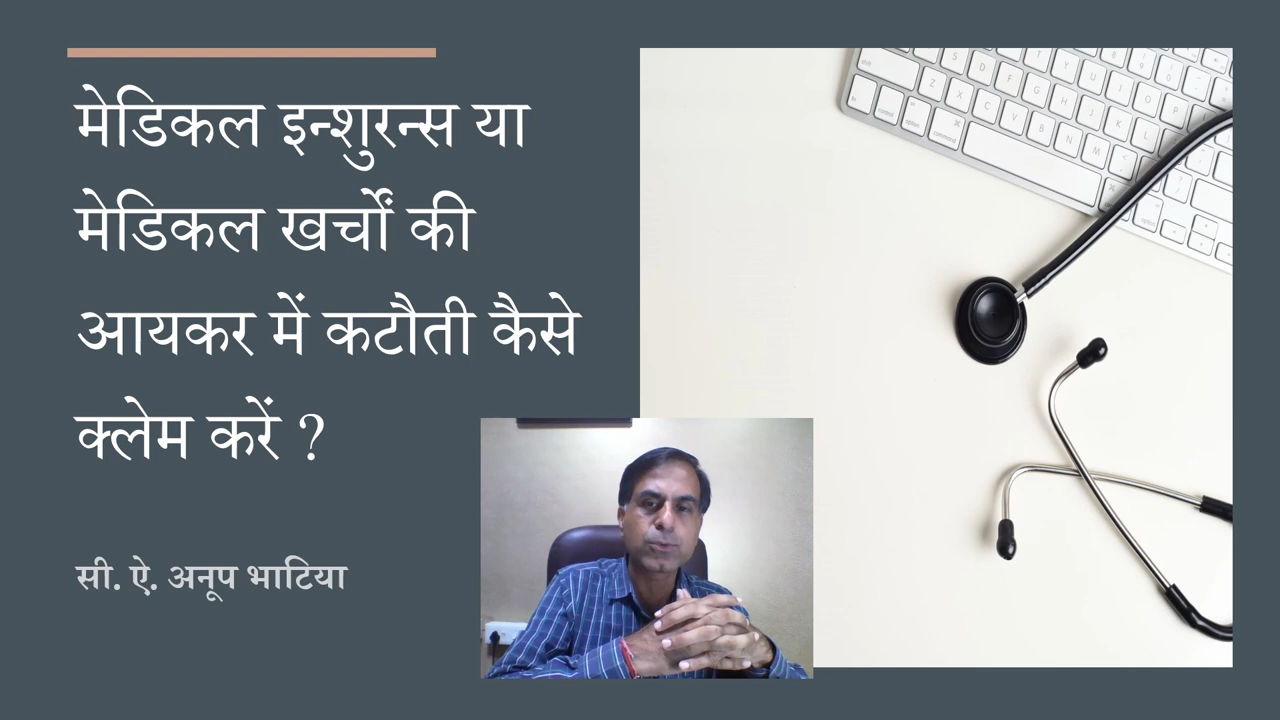 मेडिकल इन्शुरन्स या
मेडिकल खर्चों की
आयकर में कटौती कैसे
क्लेम करें ?
सी. ऐ. अनूप भाटिया